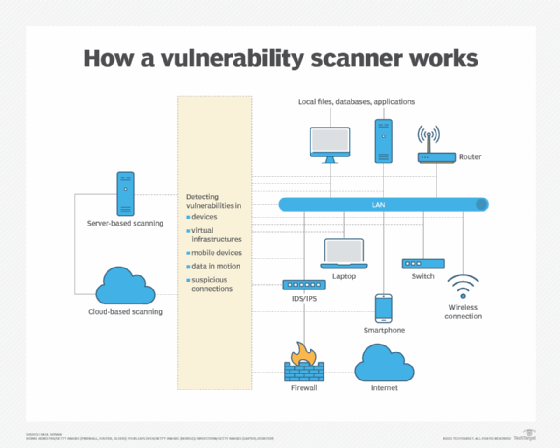 How a vulnerability scanner works
Local files, databases, applications
Router
Detecting
vulnerabilities in
devices
virtual
infrastructures
mobile devices
data in motion
suspicious
connections
Server-based scanning
Cloud-based scanning
LAN
Laptop
Switch
IDS/IPS
Wireless
connection
Smartphone
Firewall
Internet
TechTarget